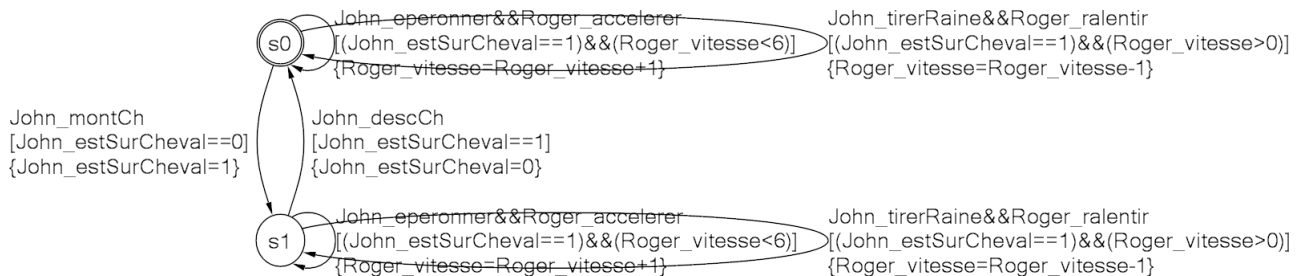 John_eperonner&&Roger_accelerer
[(John_estSurCheval==1)&&(Roger_vitesse<6)]
{Roger_vitesse=Roger_vitesse+1}
John_tirerRaine&&Roger_ralentir
[(John_estSurCheval==1)&&(Roger_vitesse>0)]
{Roger_vitesse=Roger_vitesse-1}
s0
John_montCh
[John_estSurCheval==0]
{John_estSurCheval=1}
John_descCh
[John_estSurCheval==1]
{John_estSurCheval=0}
s1
John_eperonner&&Roger_accelerer
[(John_estSurCheval==1)&&(Roger_vitesse<6)]
{Roger_vitesse=Roger_vitesse+1}
John_tirerRaine&&Roger_ralentir
[(John_estSurCheval==1)&&(Roger_vitesse>0)]
{Roger_vitesse=Roger_vitesse-1}